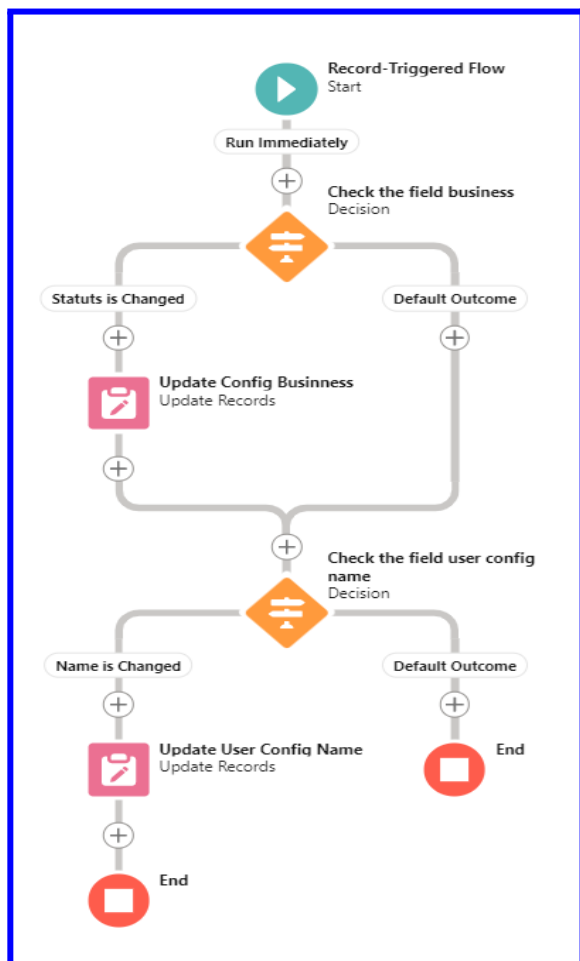 Record-Triggered Flow
Start
Run Immediately
Check the field business
Decision
Statuts is Changed
Default Outcome
Update Config Businness
Update Records
Check the field user config
name
Decision
Name is Changed
Default Outcome
Update User Config Name
Update Records
End
End